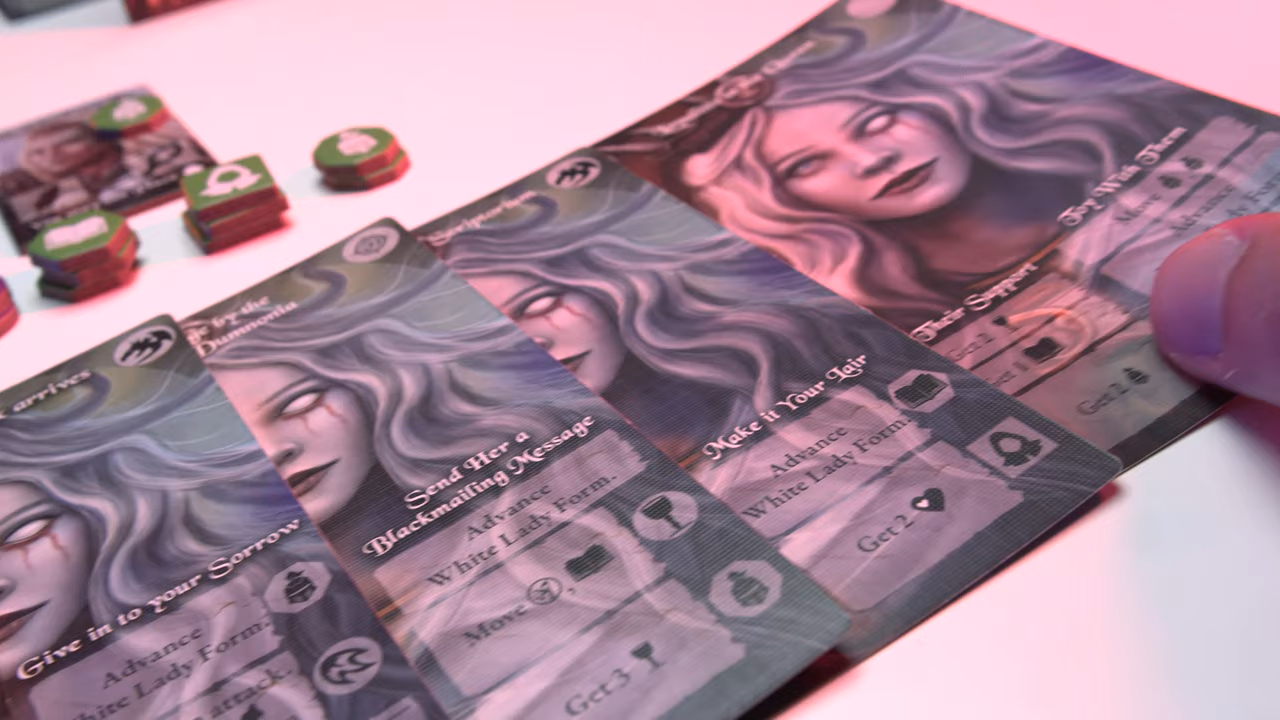 arrives
Give in to your Sorrow
Advance
White Lady Form.
attack.
by the
Dumnonia
Send Her a
Blackmailing Message
Advance
White Lady Form.
Move ,
Get 3
Scriptorium
Make it Your Lair
Advance
White Lady Form.
Get 2
Toy With Them
Move
Advance
Their Support
Get 2
Get 2